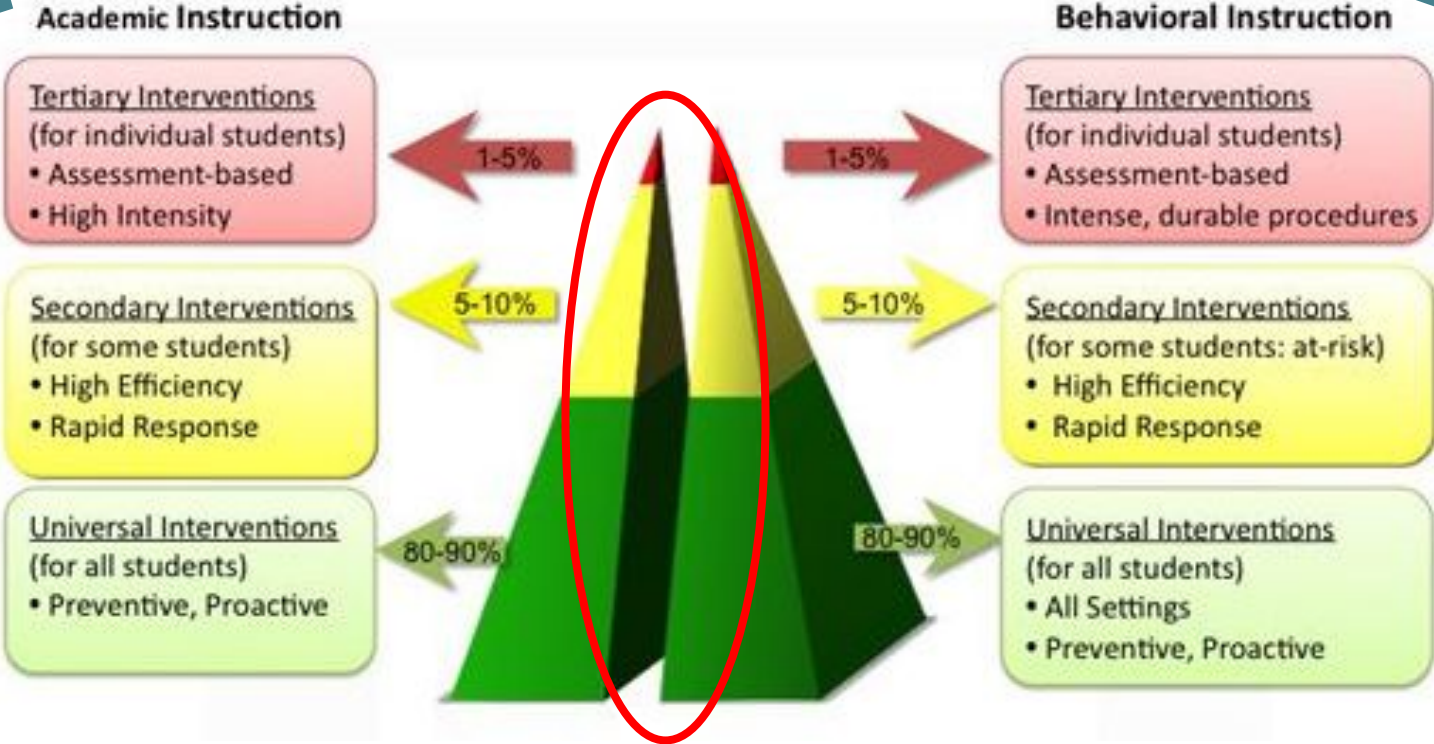 Academic Instruction
Tertiary Interventions
(for individual students)
• Assessment-based
• High Intensity
1-5%
Secondary Interventions
(for some students)
• High Efficiency
• Rapid Response
5-10%
Universal Interventions
(for all students)
• Preventive, Proactive
80-90%
Behavioral Instruction
1-5%
Tertiary Interventions
(for individual students)
• Assessment-based
• Intense, durable procedures
5-10%
Secondary Interventions
(for some students: at-risk)
• High Efficiency
• Rapid Response
80-90%
Universal Interventions
(for all students)
• All Settings
• Preventive, Proactive